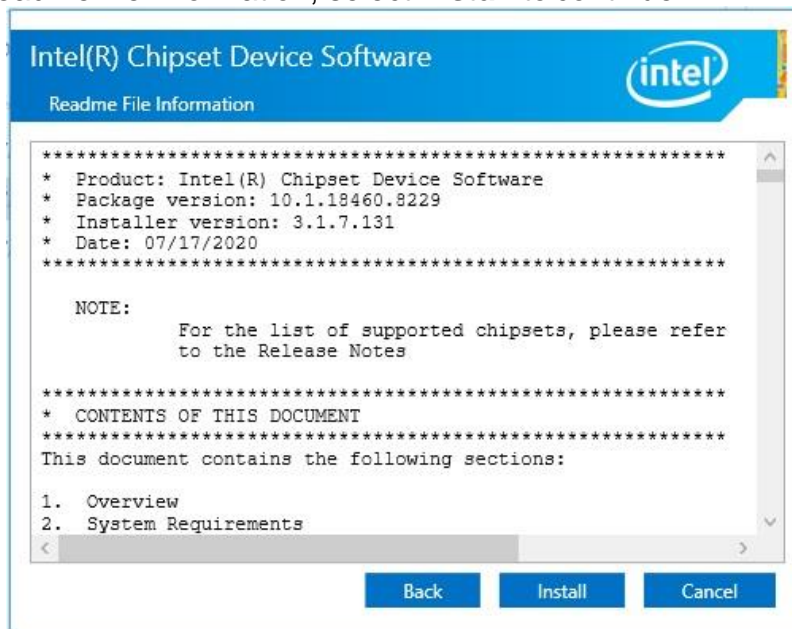 Intel(R) Chipset Device Software
intel
Readme File Information
************************************************************
* Product: Intel(R) Chipset Device Software
* Package version: 10.1.18460.8229
* Installer version: 3.1.7.131
* Date: 07/17/2020
************************************************************
NOTE:
For the list of supported chipsets, please refer
to the Release Notes
************************************************************
* CONTENTS OF THIS DOCUMENT
************************************************************
This document contains the following sections:
1. Overview
2. System Requirements
Back Install Cancel